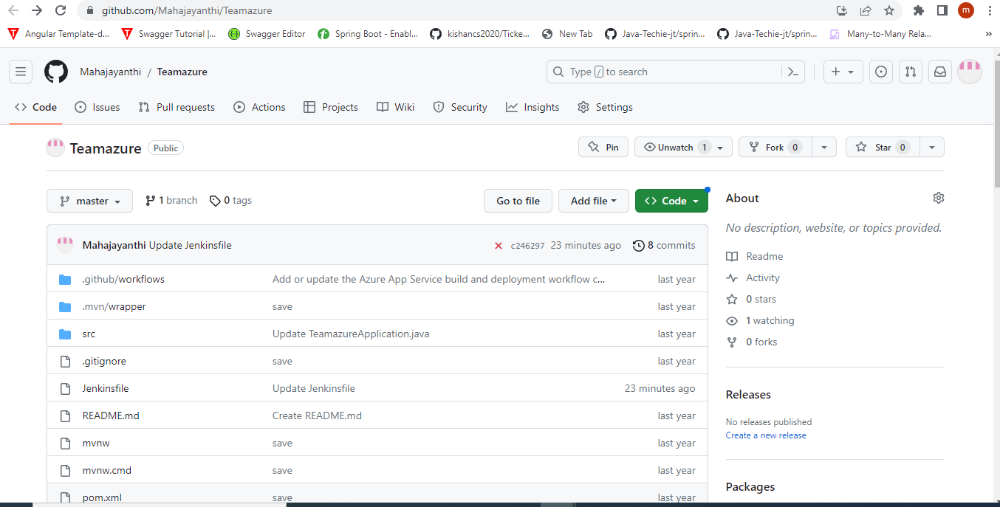 github.com/Mahajayanthi/Teamazure
m
Angular Template-d...
Swagger Tutorial |...
Swagger Editor
Spring Boot - Enabl...
kishancs2020/Ticke...
New Tab
Java-Techie-jt/sprin...
Java-Techie-jt/sprin...
Many-to-Many Rela...
»
Mahajayanthi / Teamazure
Type / to search
Code
Issues
Pull requests
Actions
Projects
Wiki
Security
Insights
Settings
Teamazure Public
Pin
Unwatch 1
Fork 0
Star 0
master
1 branch
0 tags
Go to file
Add file
Code
Mahajayanthi Update Jenkinsfile
c246297 23 minutes ago
8 commits
.github/workflows Add or update the Azure App Service build and deployment workflow c... last year
.mvn/wrapper save last year
src Update TeamazureApplication.java last year
.gitignore save last year
Jenkinsfile Update Jenkinsfile 23 minutes ago
README.md Create README.md last year
mvnw save last year
mvnw.cmd save last year
pom.xml save last year
About
No description, website, or topics provided.
Readme
Activity
0 stars
1 watching
0 forks
Releases
No releases published
Create a new release
Packages